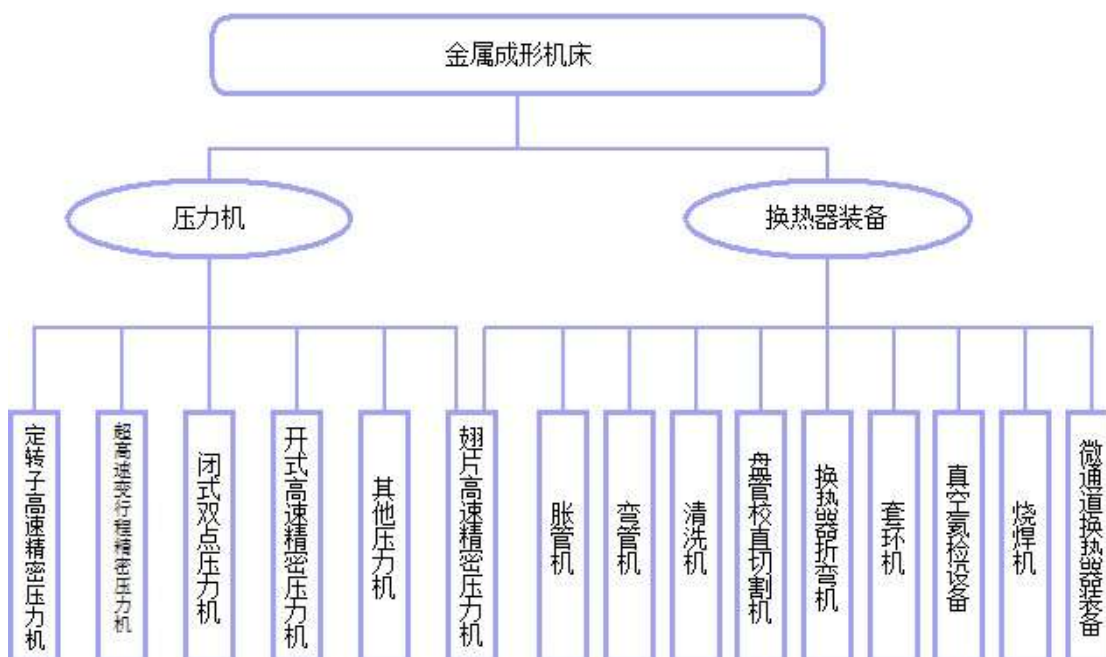 金属成形机床
压力机
换热器装备
定转子高速精密压力机
超高速变行程精密压力机
闭式双点压力机
开式高速精密压力机
其他压力机
翅片高速精密压力机
胀管机
弯管机
清洗机
盘管校直切割机
换热器折弯机
套环机
真空氦检设备
烧焊机
微通道换热器装备